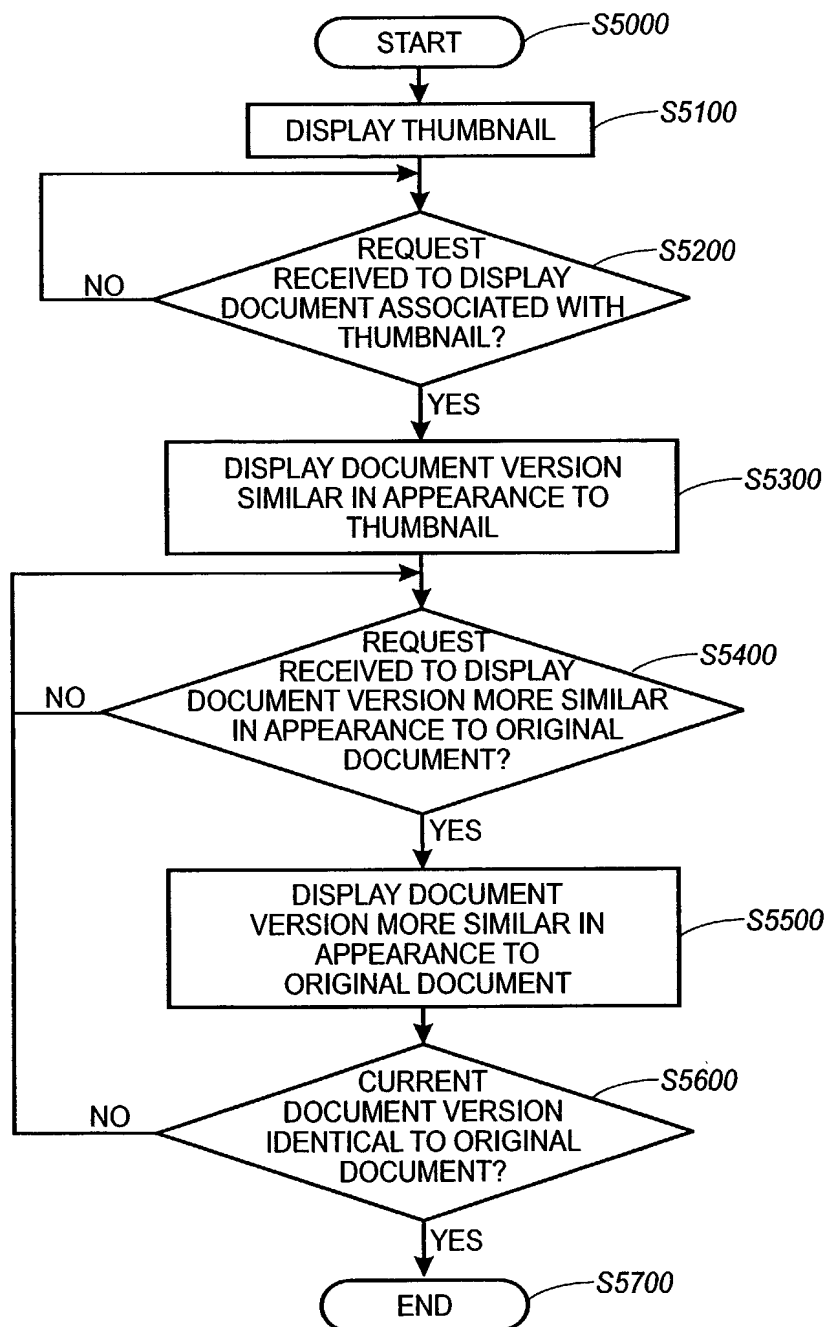 START
S5000
DISPLAY THUMBNAIL
S5100
REQUEST
RECEIVED TO DISPLAY
DOCUMENT ASSOCIATED WITH
THUMBNAIL?
S5200
NO
YES
DISPLAY DOCUMENT VERSION
SIMILAR IN APPEARANCE TO
THUMBNAIL
S5300
REQUEST
RECEIVED TO DISPLAY
DOCUMENT VERSION MORE SIMILAR
IN APPEARANCE TO ORIGINAL
DOCUMENT?
S5400
NO
YES
DISPLAY DOCUMENT
VERSION MORE SIMILAR IN
APPEARANCE TO
ORIGINAL DOCUMENT
S5500
CURRENT
DOCUMENT VERSION
IDENTICAL TO ORIGINAL
DOCUMENT?
S5600
NO
YES
END
S5700